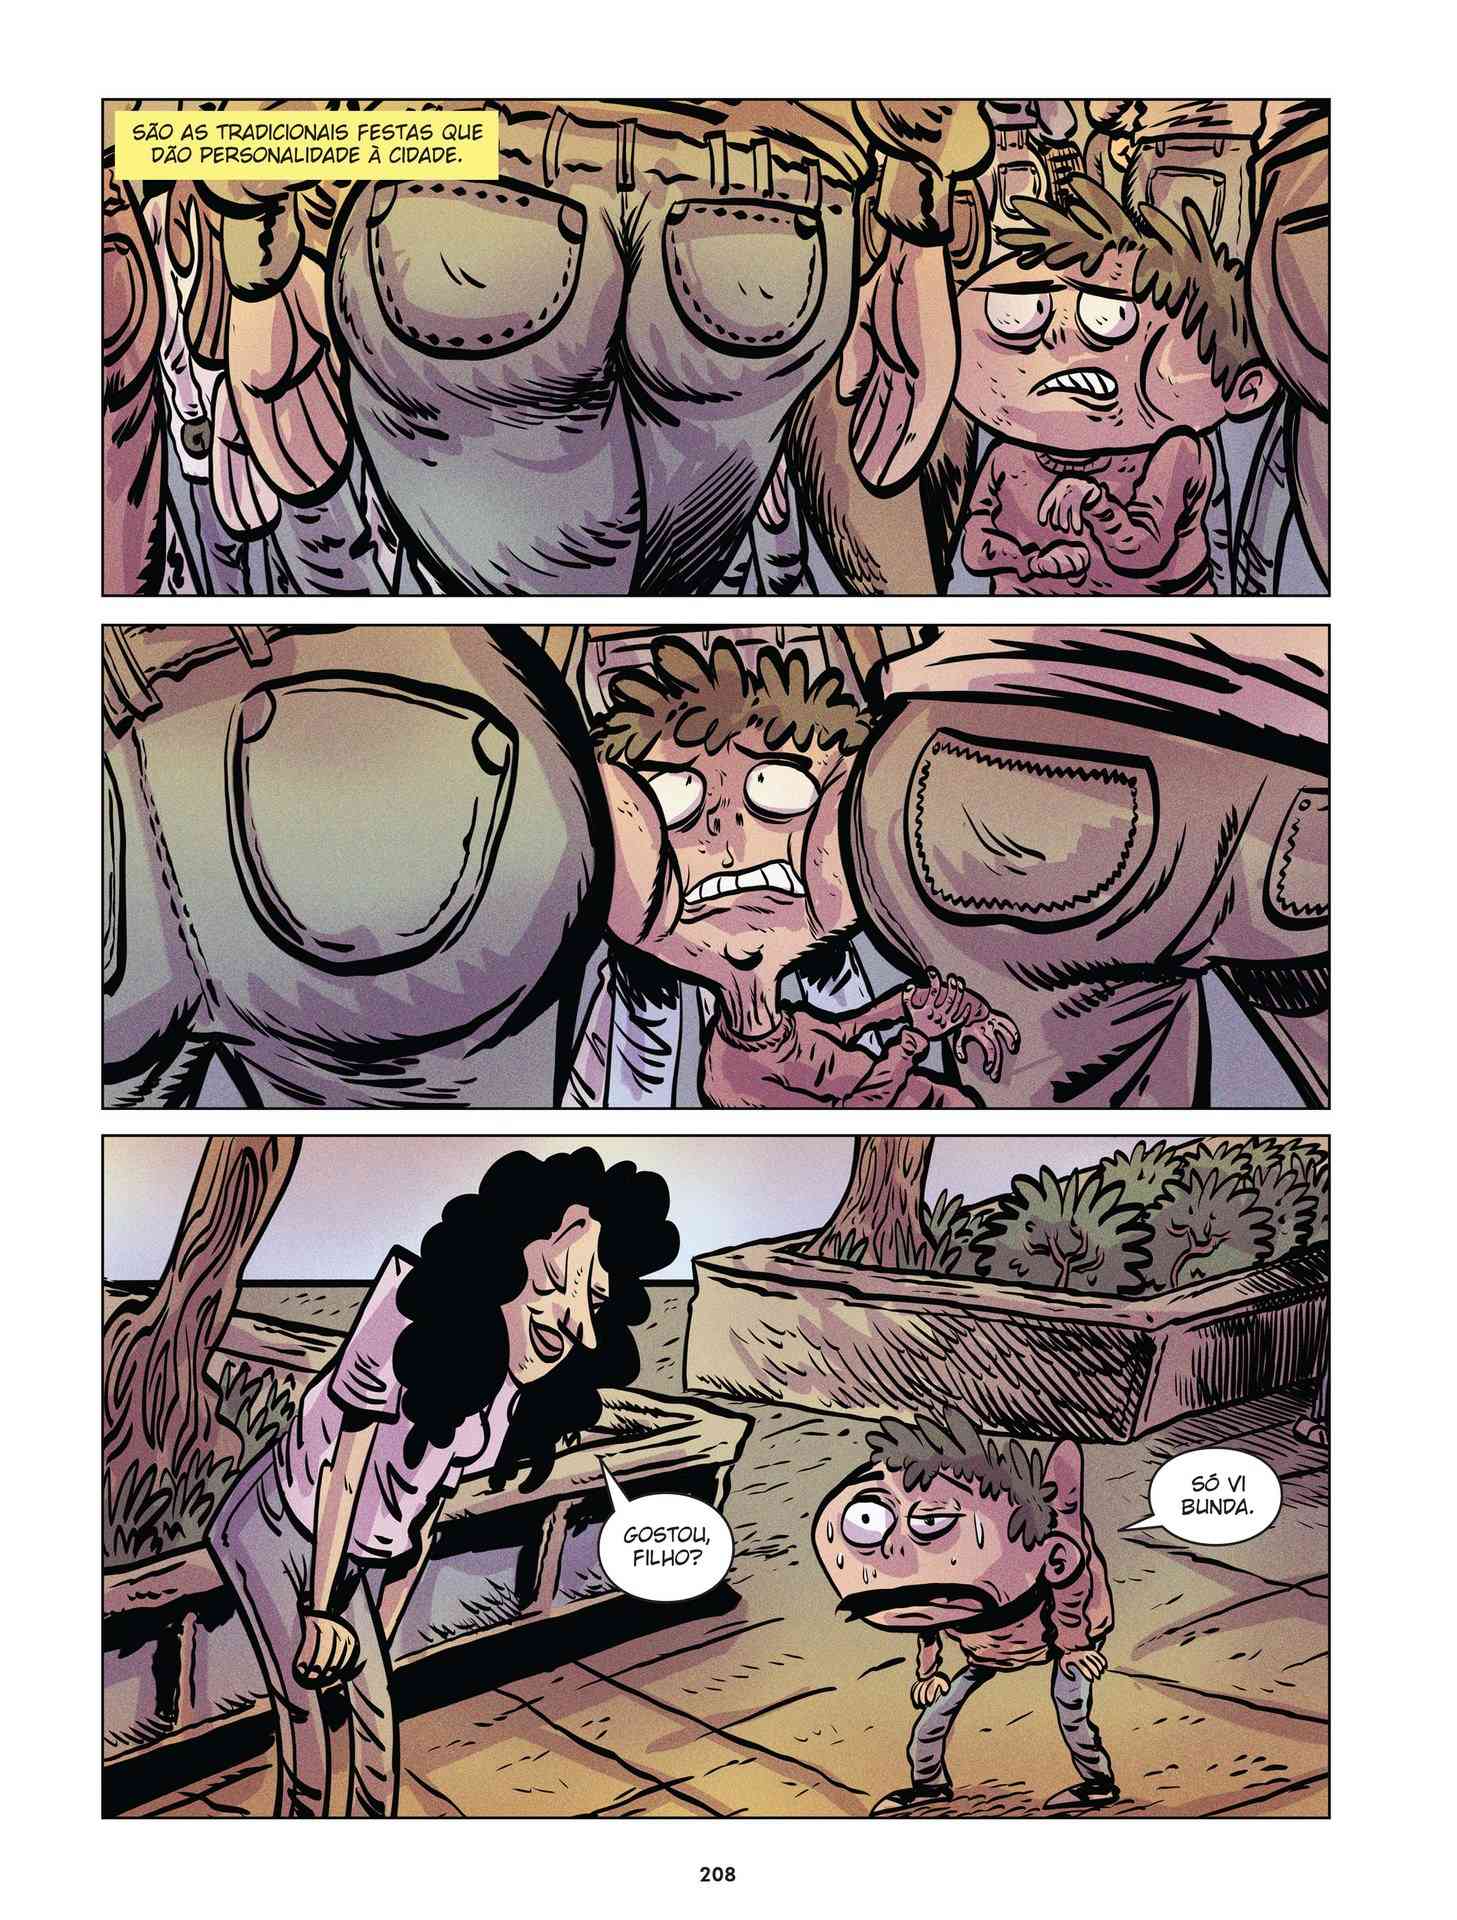 SÃO AS TRADICIONAIS FESTAS QUE
DÃO PERSONALIDADE À CIDADE.
GOSTOU,
FILHO?
SÓ VI
BUNDA.
208